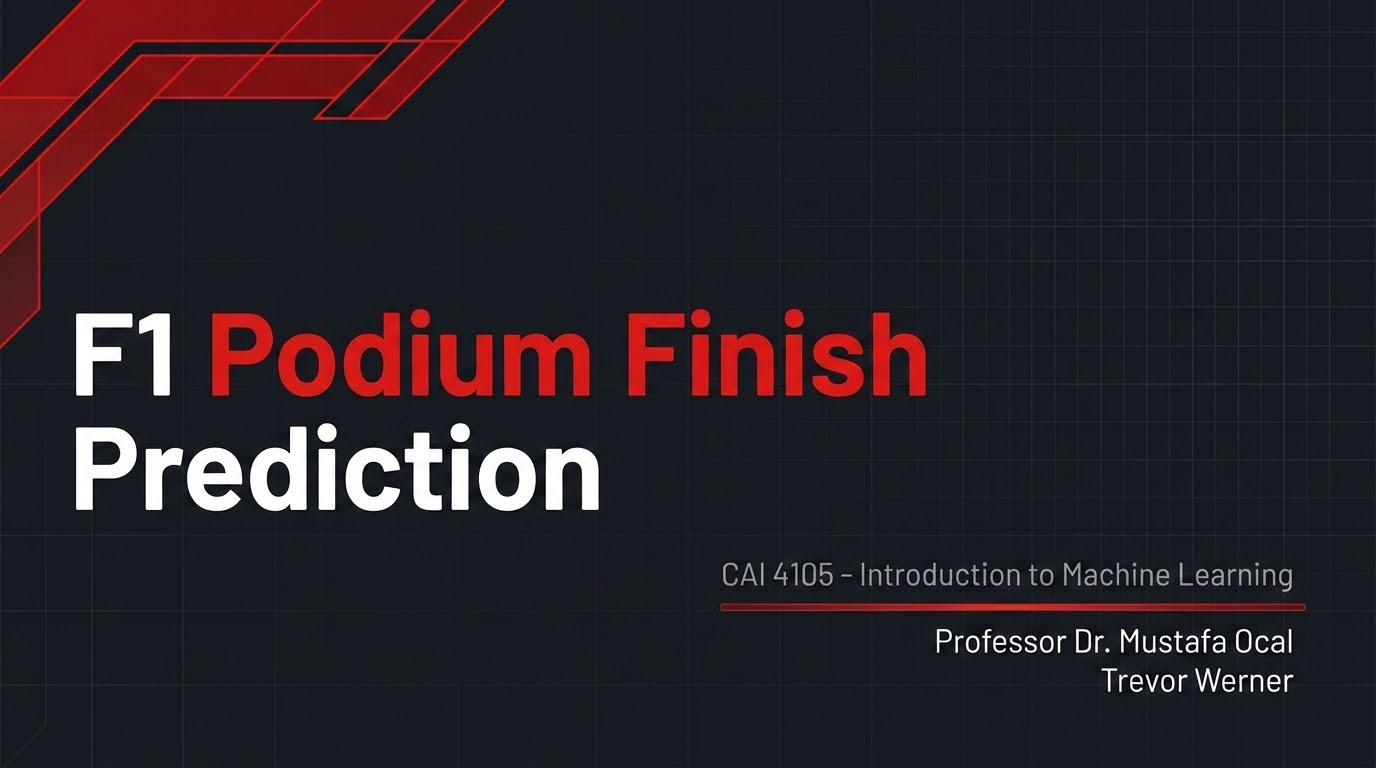 F1 Podium Finish
Prediction
CAI 4105 - Introduction to Machine Learning
Professor Dr. Mustafa Ocal
Trevor Werner